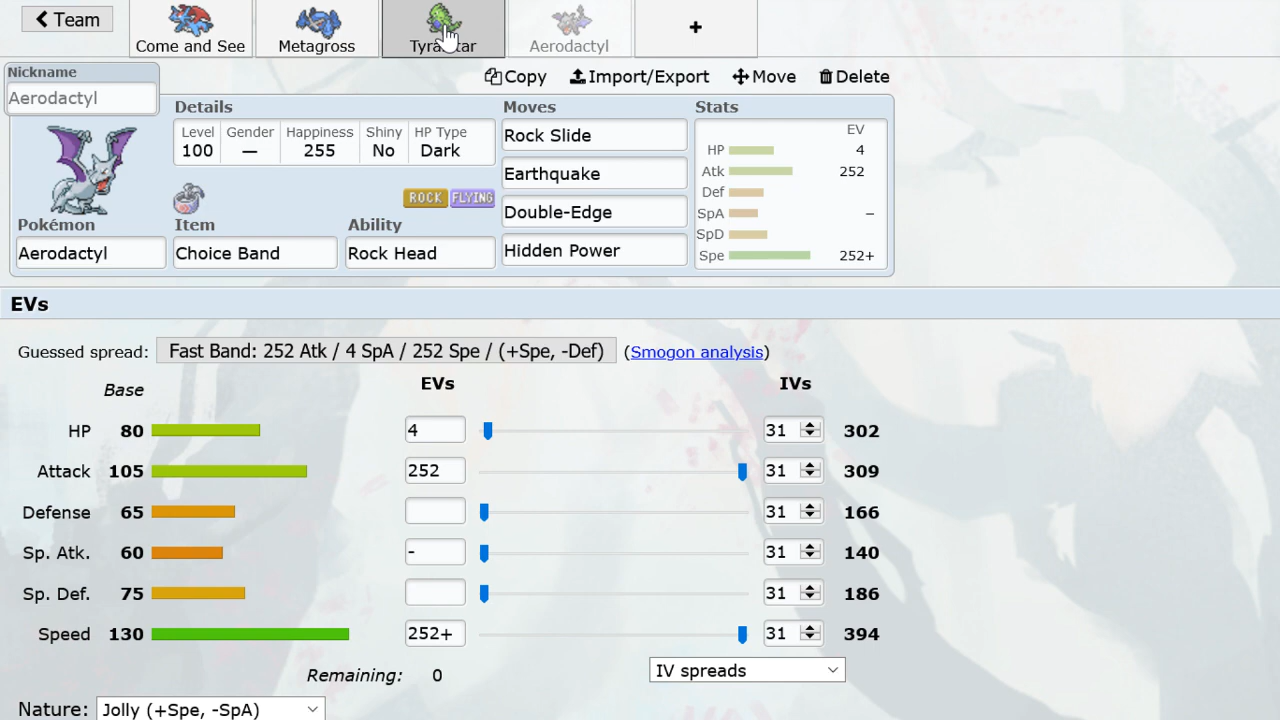 Team
Come and See
Metagross
Aerodactyl
+
Nickname
Aerodactyl
Copy
Import/Export
Move
Delete
Details
Level
Gender
Happiness
Shiny
HP Type
100
—
255
No
Dark
ROCK
FLYING
Pokémon
Aerodactyl
Item
Choice Band
Ability
Rock Head
Moves
Rock Slide
Earthquake
Double-Edge
Hidden Power
Stats
EV
HP 4
Atk 252
Def
SpA –
SpD
Spe 252+
EVs
Guessed spread: Fast Band: 252 Atk / 4 SpA / 252 Spe / (+Spe, -Def) (Smogon analysis)
Base EVs IVs
HP 80 4 31 302
Attack 105 252 31 309
Defense 65 31 166
Sp. Atk. 60 - 31 140
Sp. Def. 75 31 186
Speed 130 252+ 31 394
Remaining: 0
IV spreads
Nature: Jolly (+Spe, -SpA)